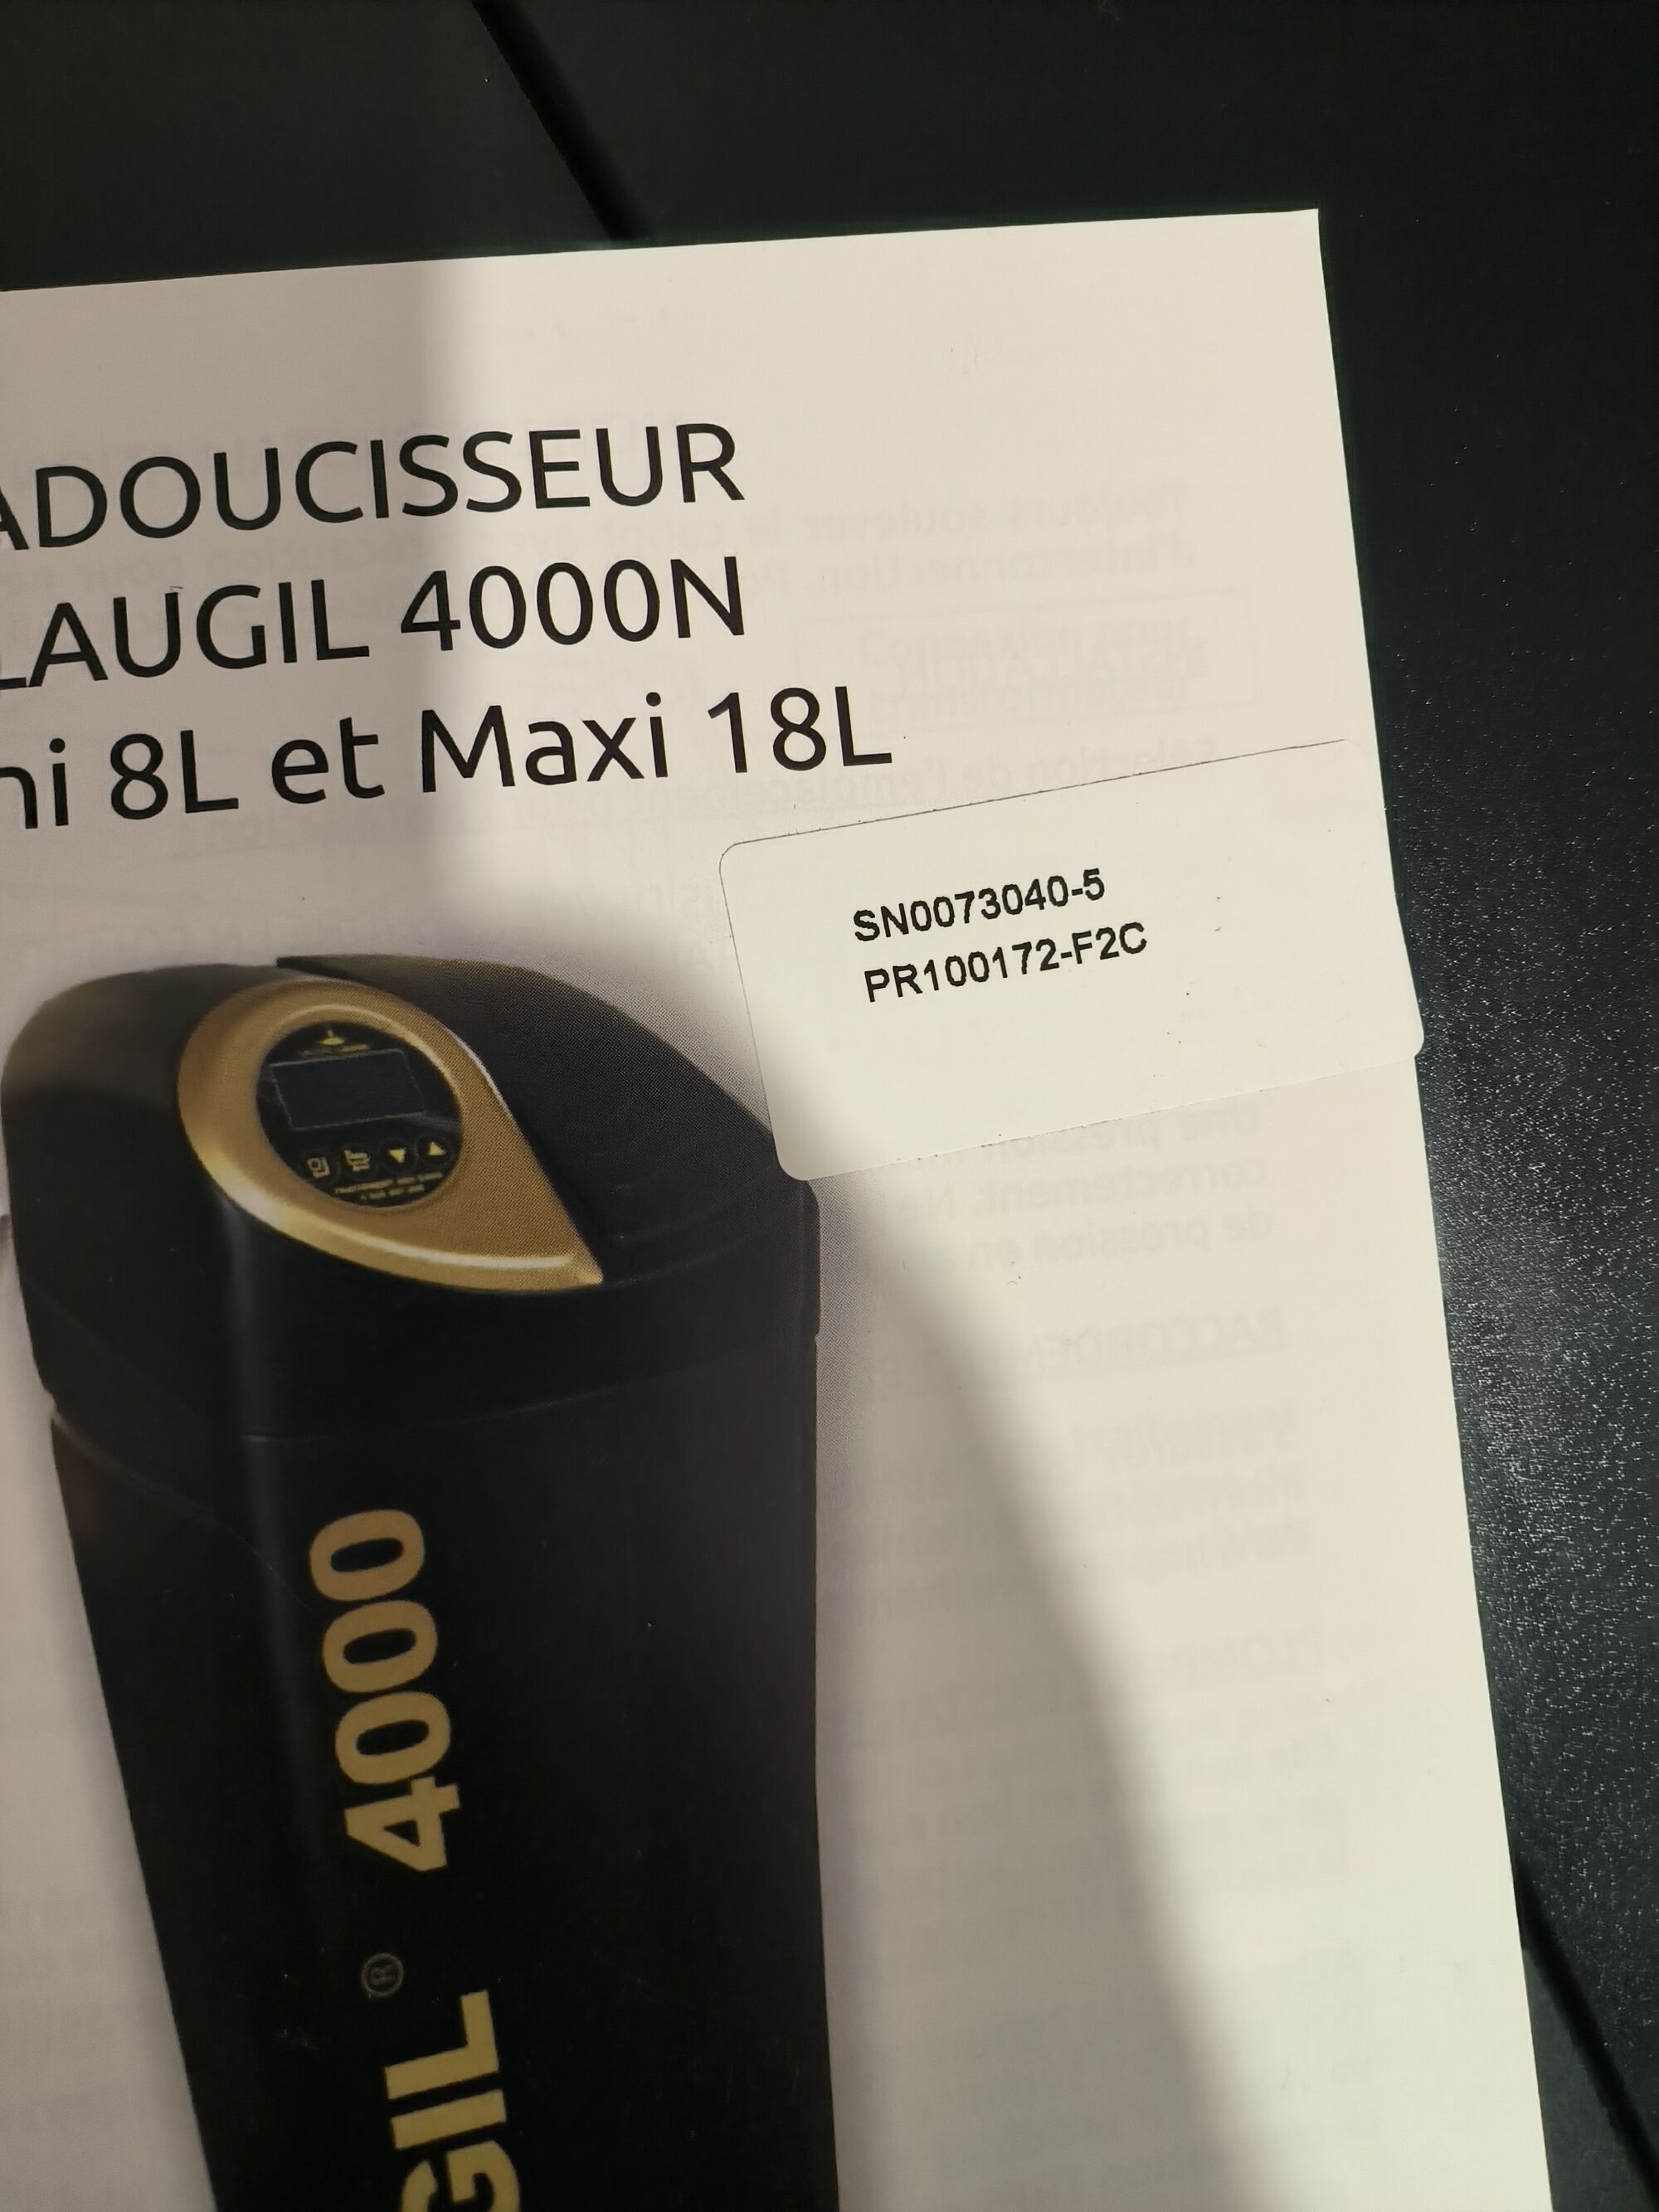 ADOUCISSEUR
LAUGIL 4000N
ni 8L et Maxi 18L
SN0073040-5
PR100172-F2C
GIL ® 4000